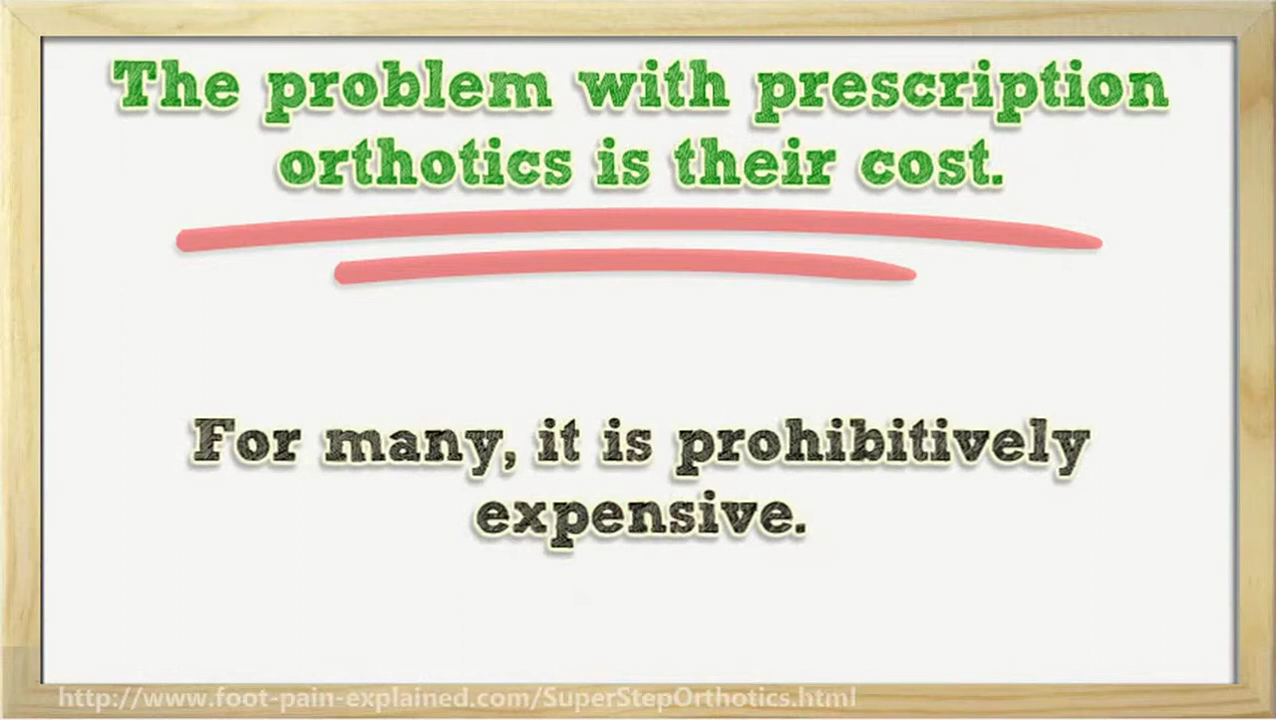 The problem with prescription
orthotics is their cost.
For many, it is prohibitively
expensive.
http://www.foot-pain-explained.com/SuperStepOrthotics.html